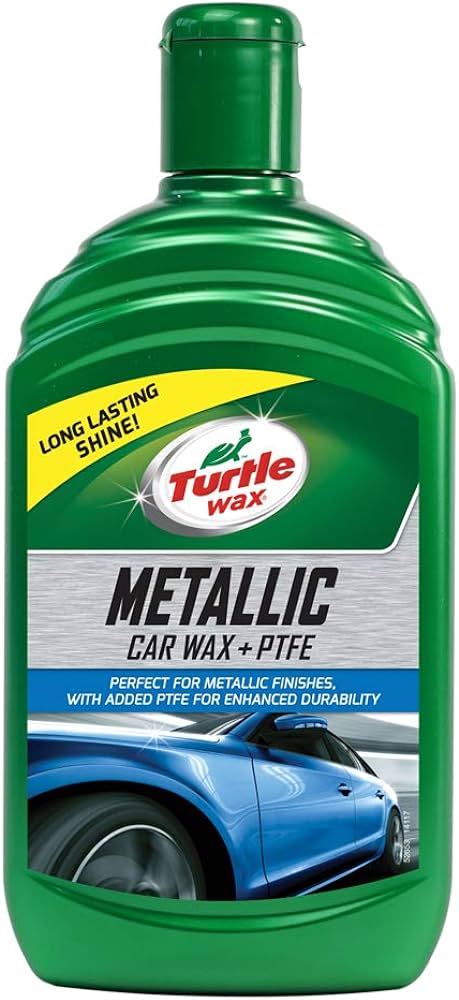 LONG LASTING
SHINE!
Turtle
wax®
METALLIC
CAR WAX + PTFE
PERFECT FOR METALLIC FINISHES,
WITH ADDED PTFE FOR ENHANCED DURABILITY